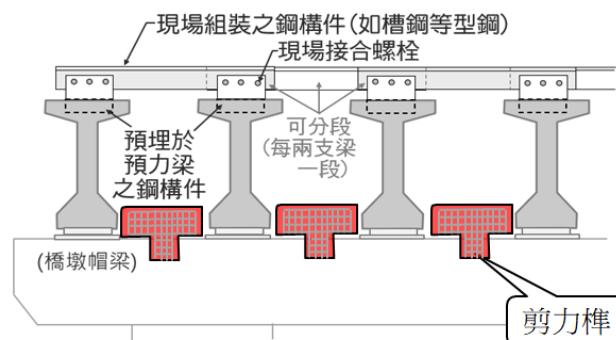 現場組裝之鋼構件(如槽鋼等型鋼)
現場接合螺栓
可分段
(每兩支梁
一段)
預埋於
預力梁
之鋼構件
(橋墩帽梁)
剪力榫